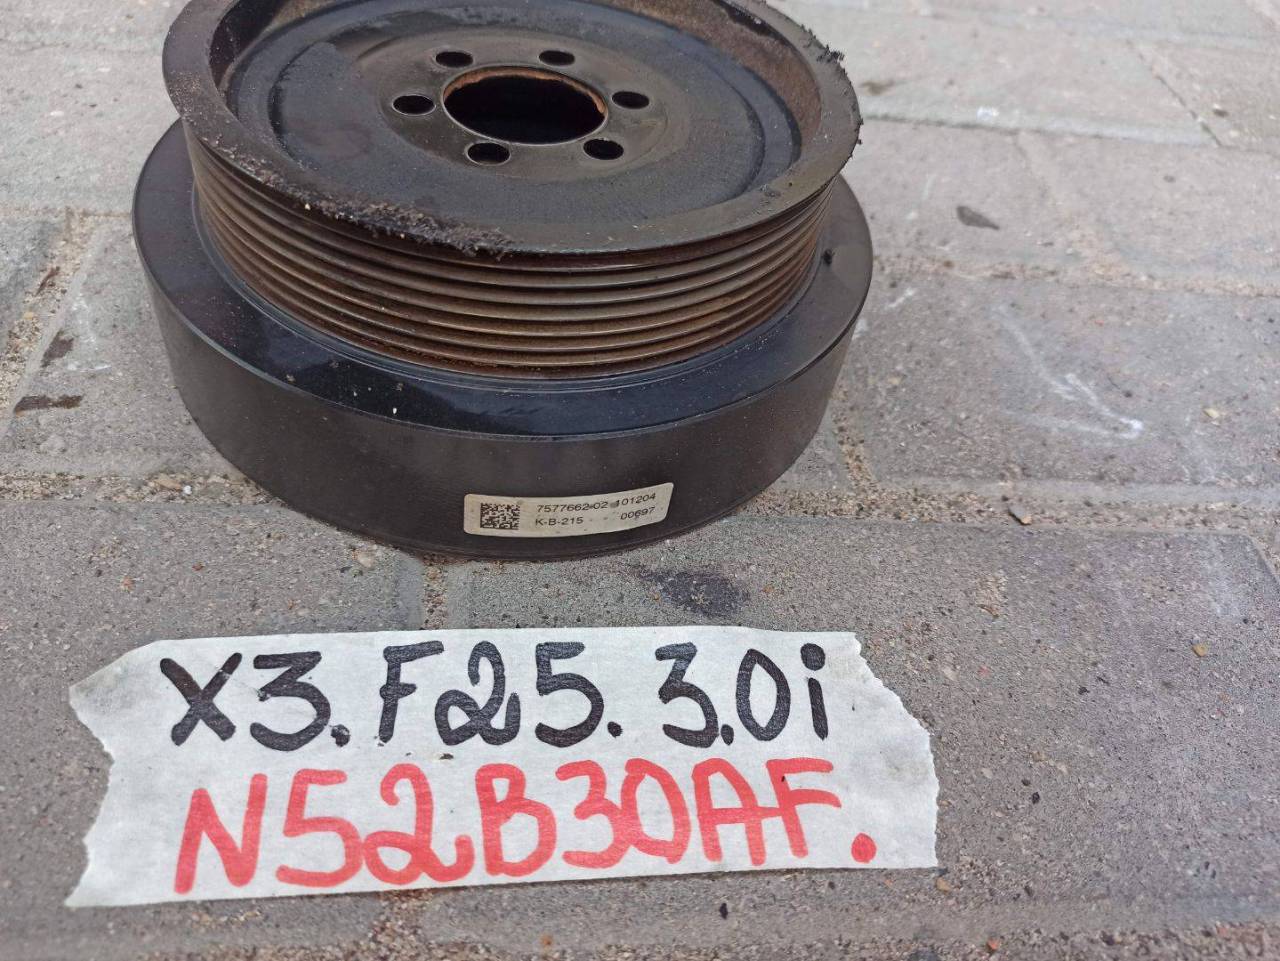 7577662-02 101204
K-B-215 00697
X3.F25.3.0i
N52B30AF.